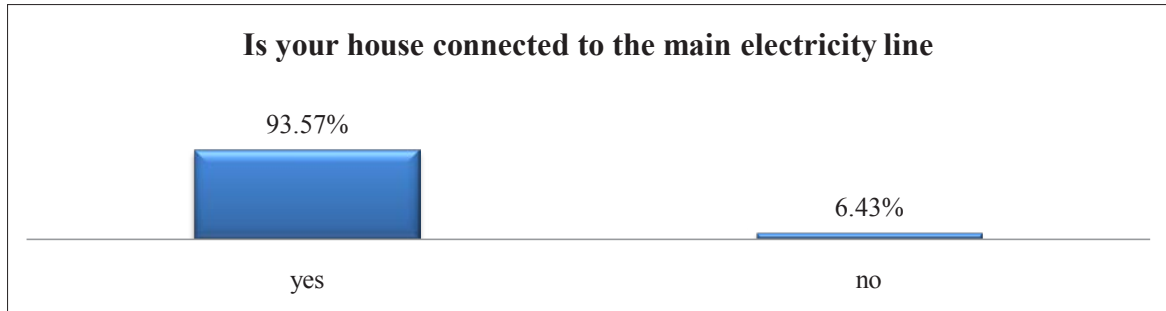 Is your house connected to the main electricity line
93.57%
6.43%
yes
no